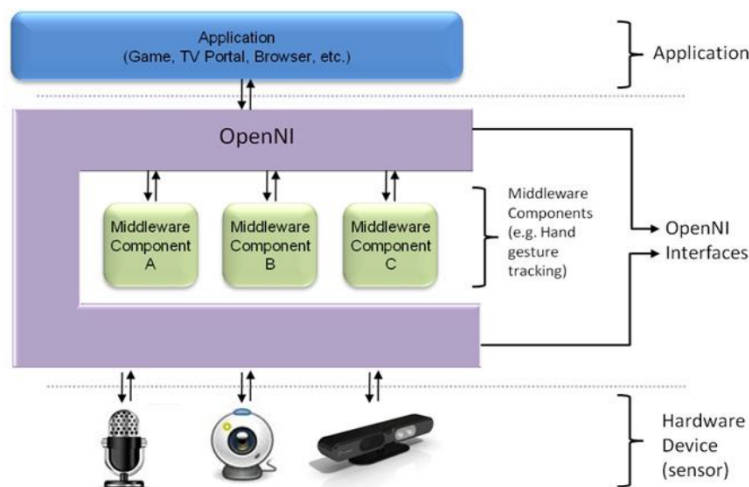 Application
(Game, TV Portal, Browser, etc.)
Application
OpenNI
Middleware
Component
A
Middleware
Component
B
Middleware
Component
C
Middleware
Components
(e.g. Hand
gesture
tracking)
OpenNI
Interfaces
Hardware
Device
(sensor)